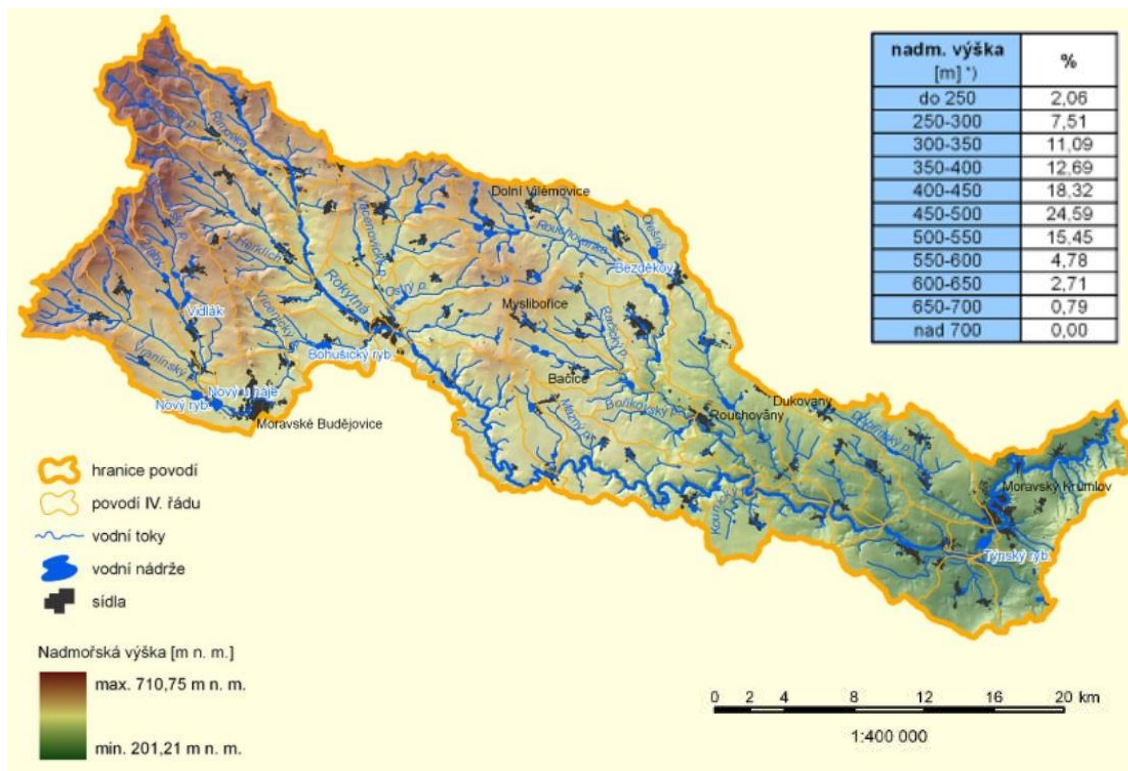 nadm. výška %
[m] *)
do 250 2,06
250-300 7,51
300-350 11,09
350-400 12,69
400-450 18,32
450-500 24,59
500-550 15,45
550-600 4,78
600-650 2,71
650-700 0,79
nad 700 0,00
Dolní Vilémovice
Rouchovanka
Olešná
Bezděkov
Ostrý p.
Rokytná
Myslibořice
Vidlák
Bohušický ryb.
Bačice
Nový ryb.
Moravské Budějovice
Rouchovany
Dukovany
Moravský Krumlov
Týnský ryb.
hranice povodí
povodí IV. řádu
vodní toky
vodní nádrže
sídla
Nadmořská výška [m n. m.]
max. 710,75 m n. m.
min. 201,21 m n. m.
0 2 4 8 12 16 20 km
1:400 000